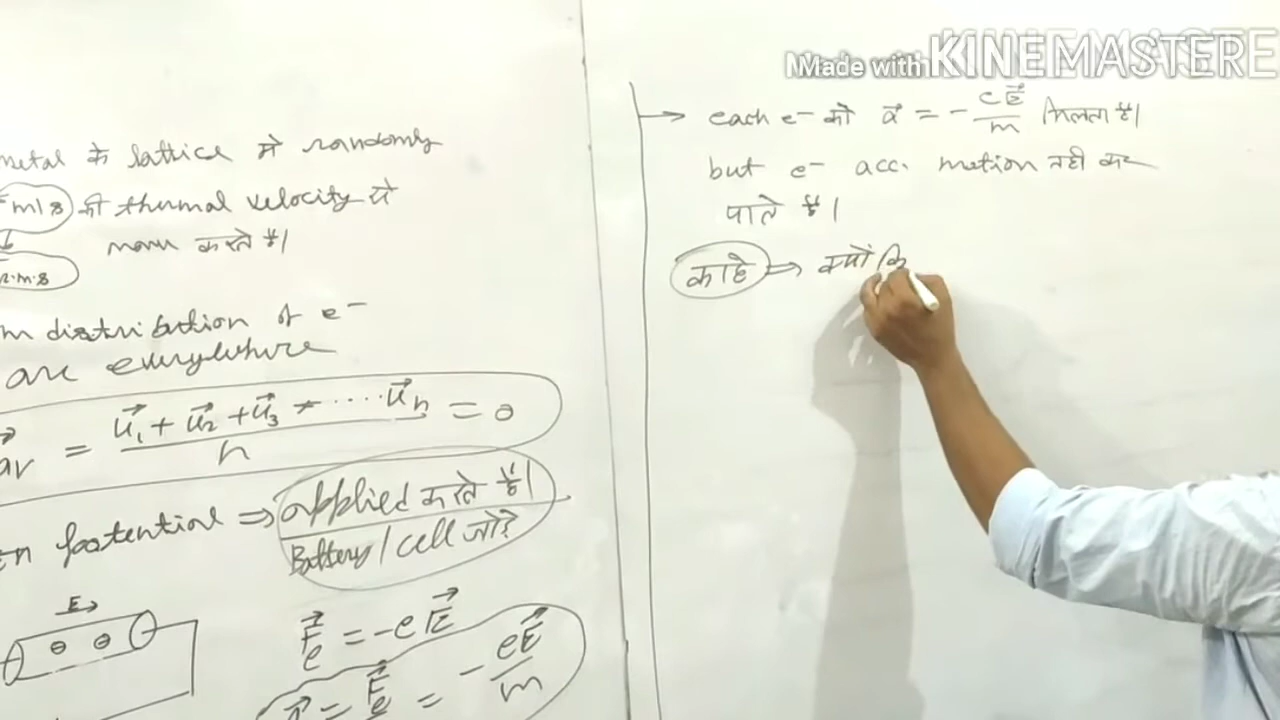 metal के lattice मे randomly
m/s की thermal velocity से
move करते हैं।
r.m.s
m distribution of e⁻
are everywhere
av = u⃗₁ + u⃗₂ + u⃗₃ + ····u⃗n / n = 0
en potential ⇒ applied करते हैं।
Battery / Cell जोड़े
E→
⊖ ⊖
F⃗e = -eE⃗
= F⃗e = - eE⃗ / m
Made with KINEMASTER
→ each e⁻ को a⃗ = - eE⃗ / m मिलता है।
but e⁻ acc. motion नही कर
पाते हैं।
काहे ⇒ क्यों कि